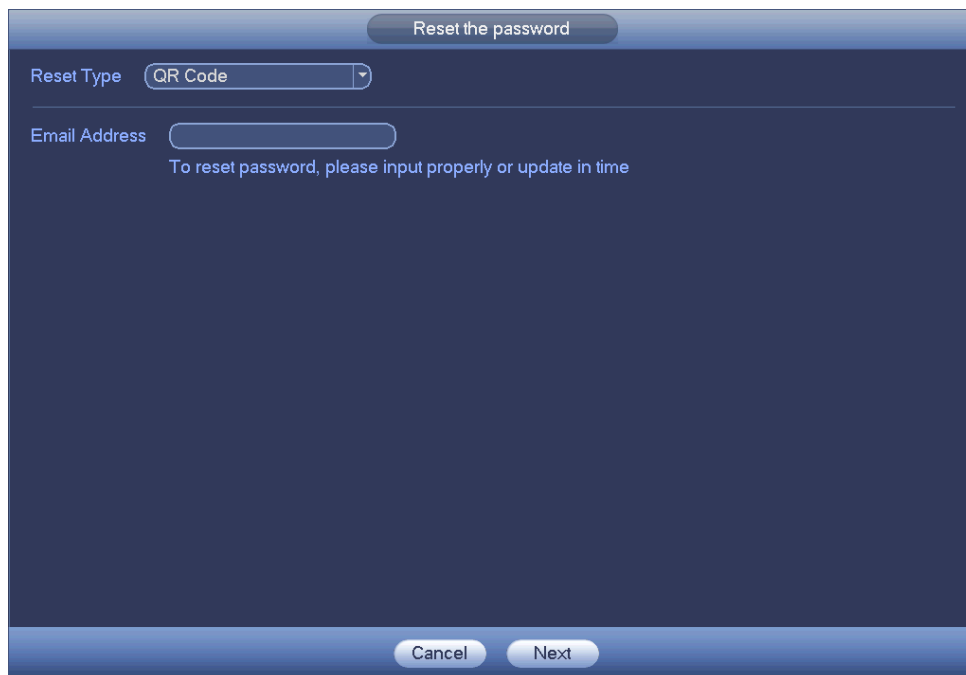 Reset the password
Reset Type QR Code
Email Address
To reset password, please input properly or update in time
Cancel Next